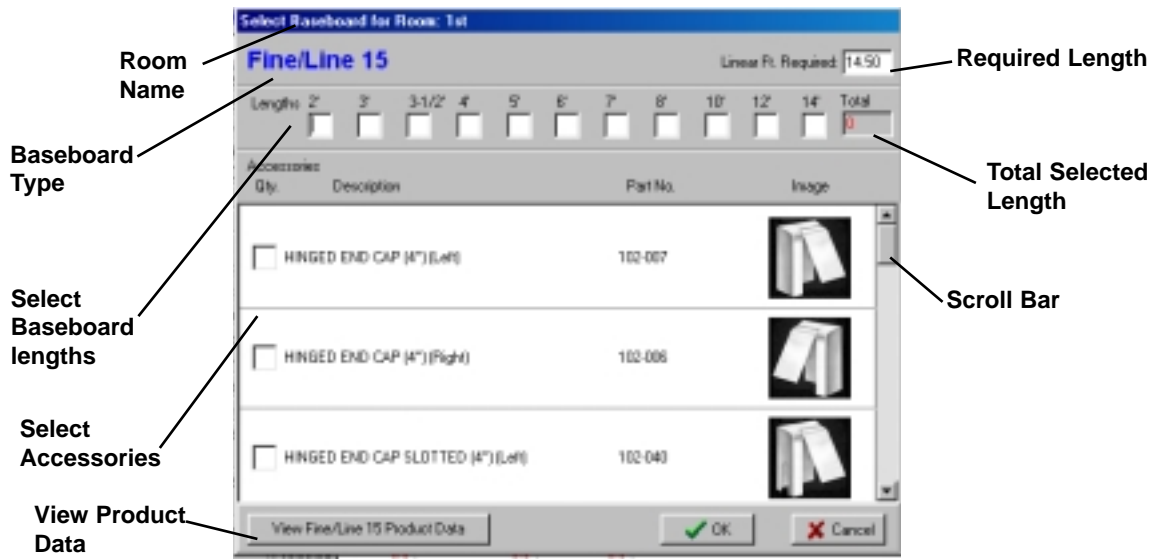 Select Baseboard for Room: 1st
Room
Name
Fine/Line 15
Linear Ft. Required: 14.50
Required Length
Lengths 2' 3' 3-1/2' 4' 5' 6' 7' 8' 10' 12' 14' Total
0
Baseboard
Type
Total Selected
Length
Accessories
Qty. Description Part No. Image
HINGED END CAP (4") (Left) 102-007
Select
Baseboard
lengths
Scroll Bar
HINGED END CAP (4") (Right) 102-006
Select
Accessories
HINGED END CAP SLOTTED (4") (Left) 102-040
View Product
Data
View Fine/Line 15 Product Data OK Cancel